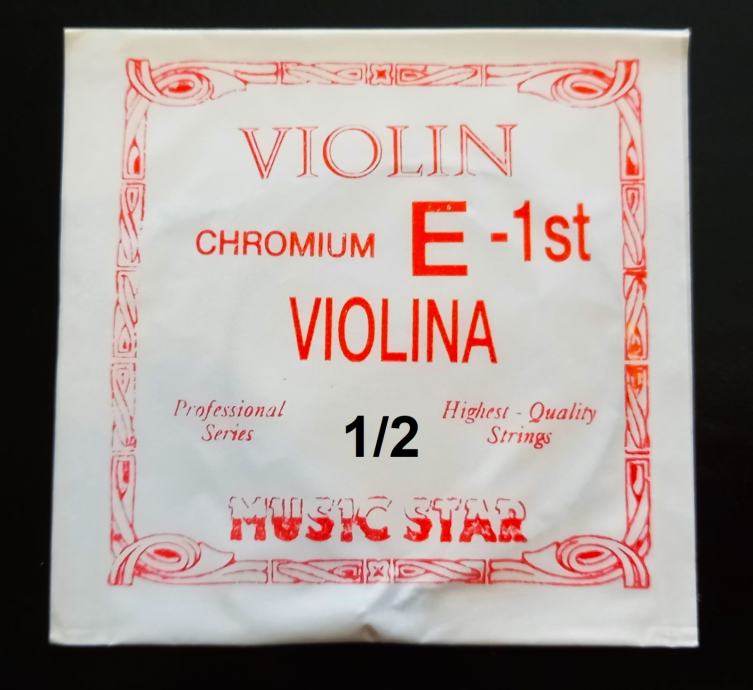 VIOLIN
CHROMIUM E -1st
VIOLINA
Professional
Series
1/2
Highest - Quality
Strings
MUSIC STAR